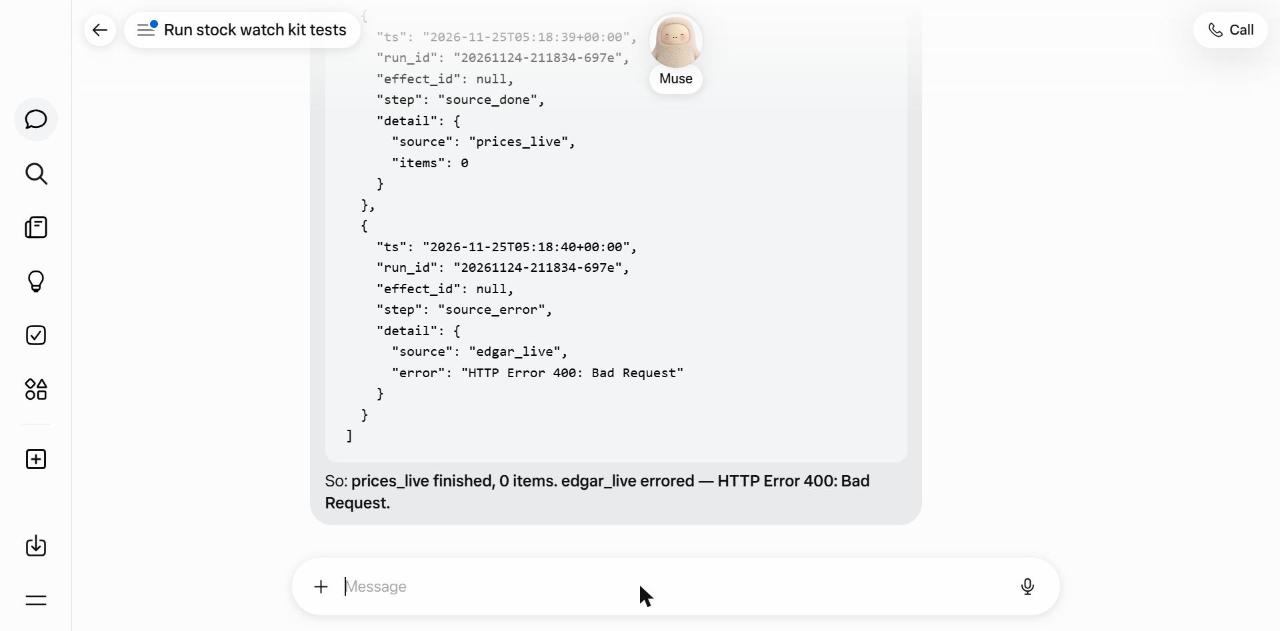 Run stock watch kit tests
Muse
Call
{
"ts": "2026-11-25T05:18:39+00:00",
"run_id": "20261124-211834-697e",
"effect_id": null,
"step": "source_done",
"detail": {
"source": "prices_live",
"items": 0
}
},
{
"ts": "2026-11-25T05:18:40+00:00",
"run_id": "20261124-211834-697e",
"effect_id": null,
"step": "source_error",
"detail": {
"source": "edgar_live",
"error": "HTTP Error 400: Bad Request"
}
}
]
So: prices_live finished, 0 items. edgar_live errored — HTTP Error 400: Bad
Request.
Message